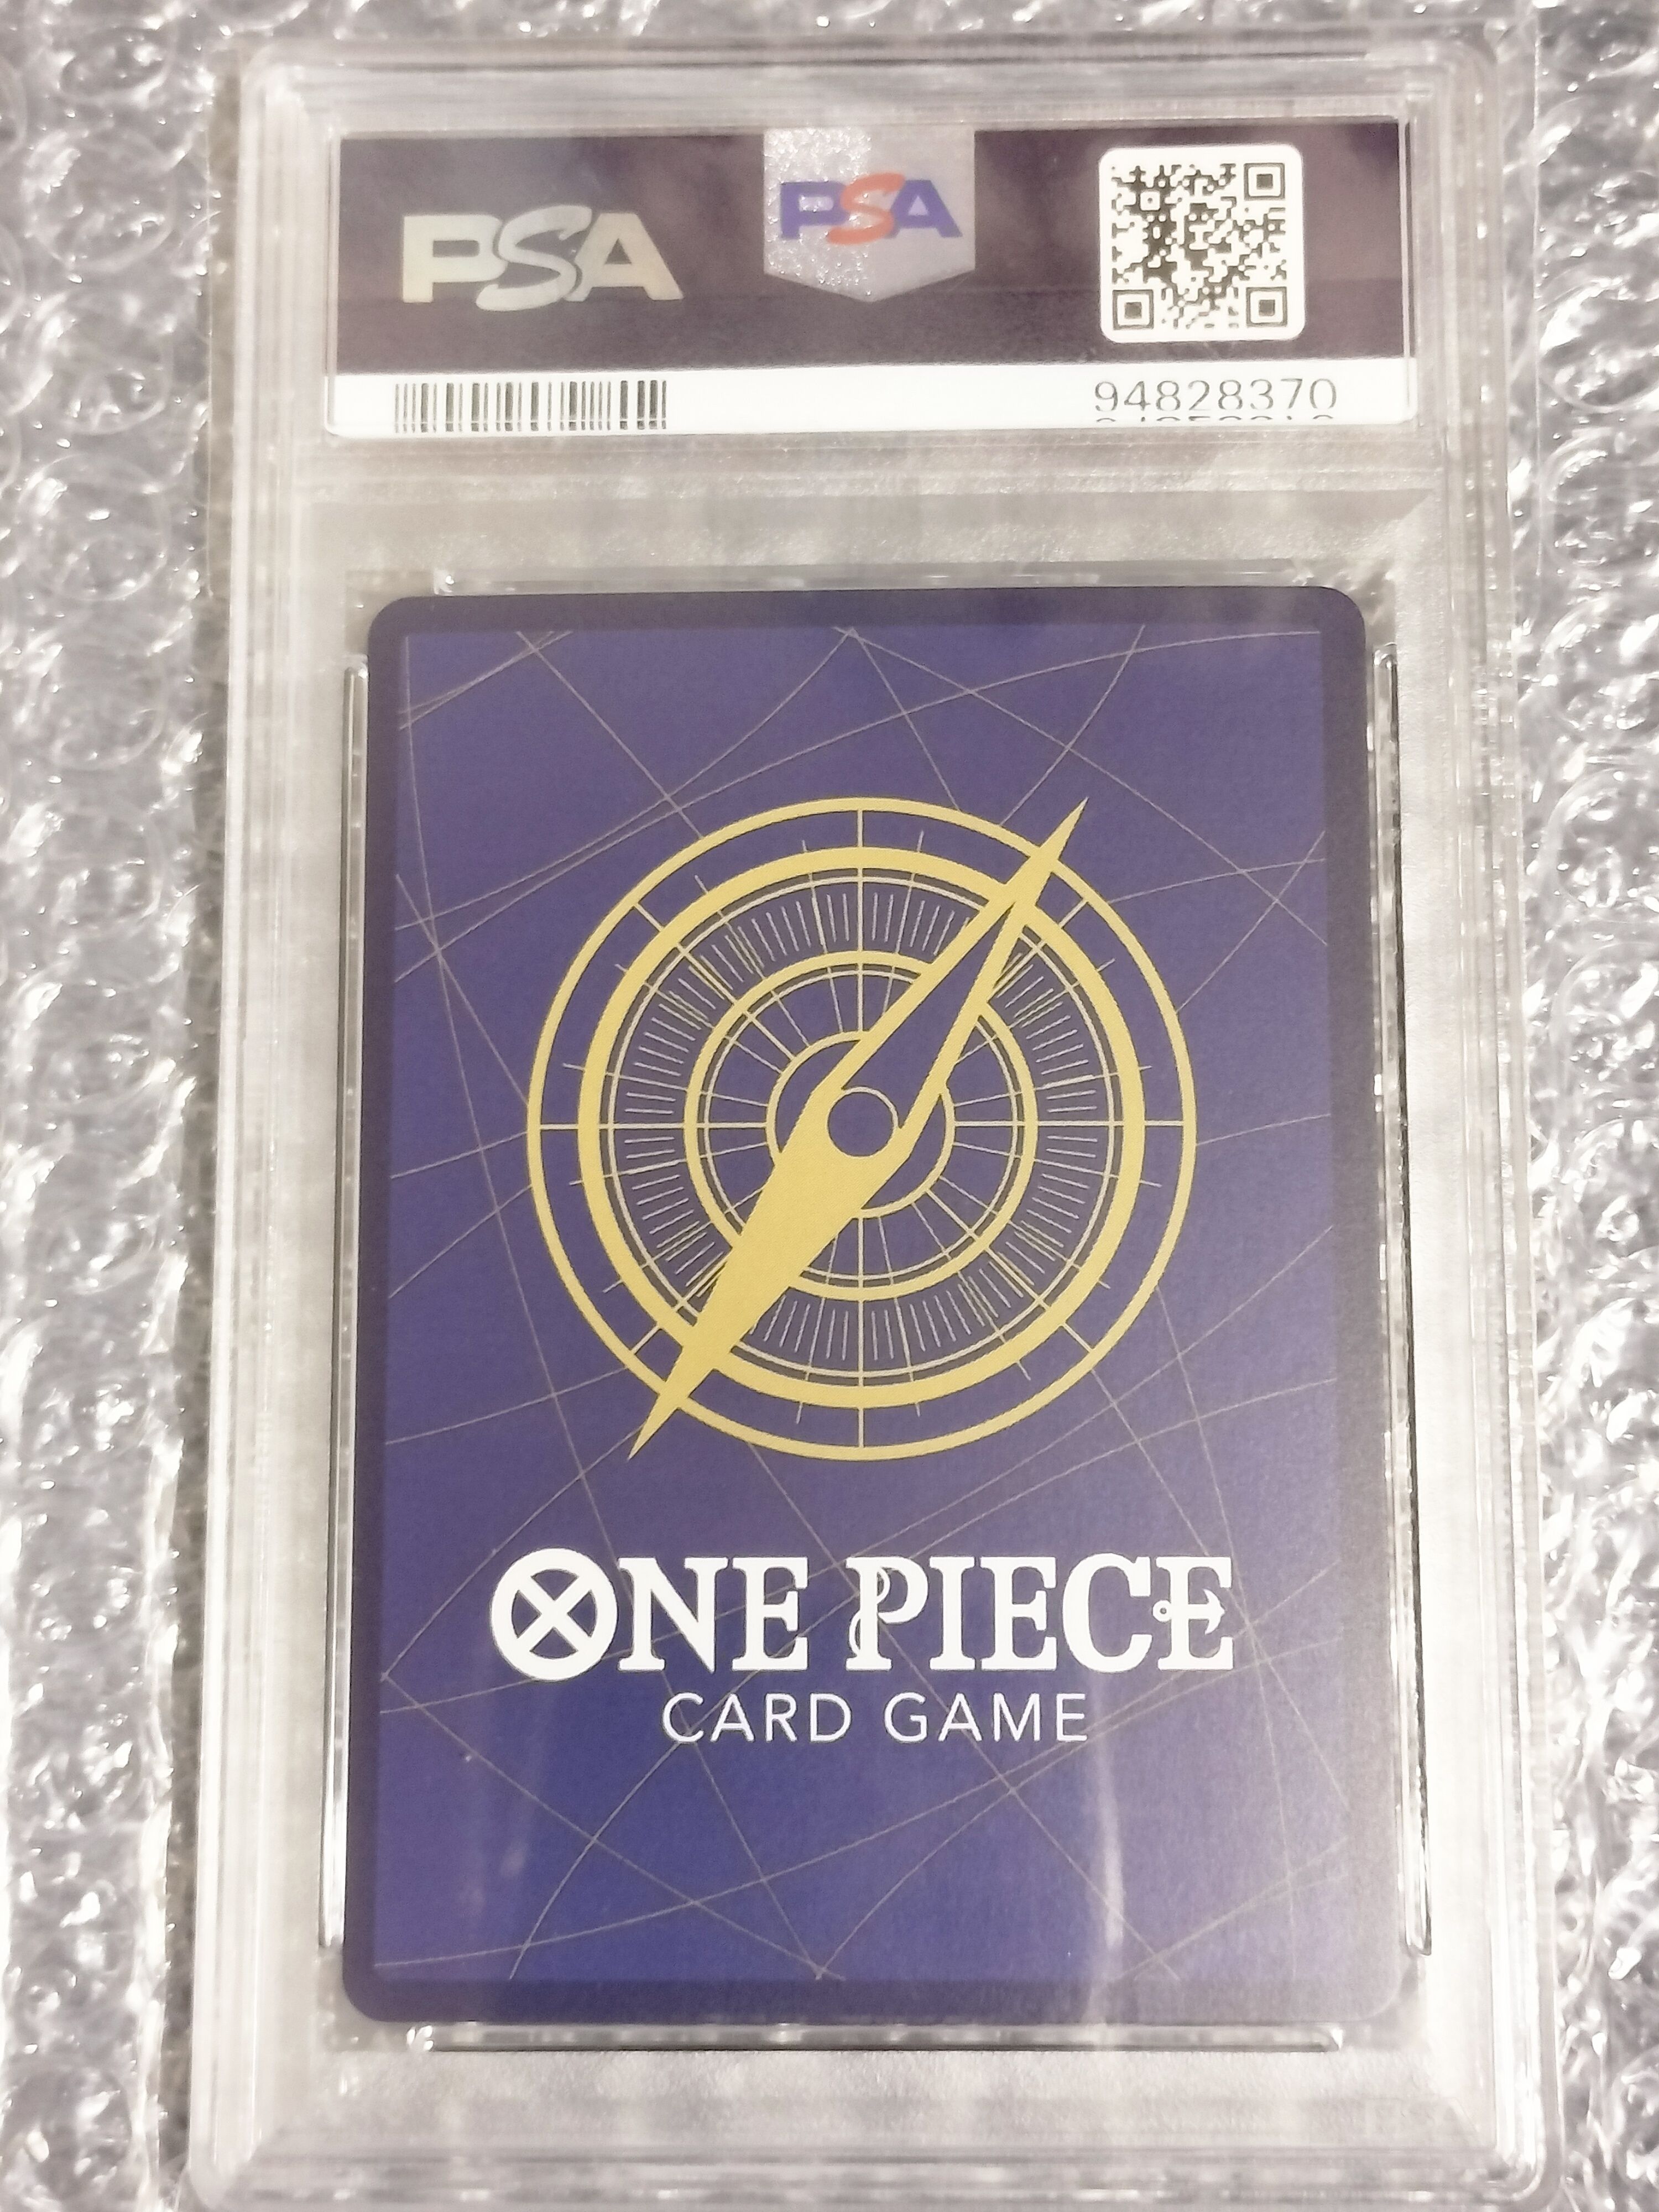 PSA
PSA
94828370
ONE PIECE
CARD GAME